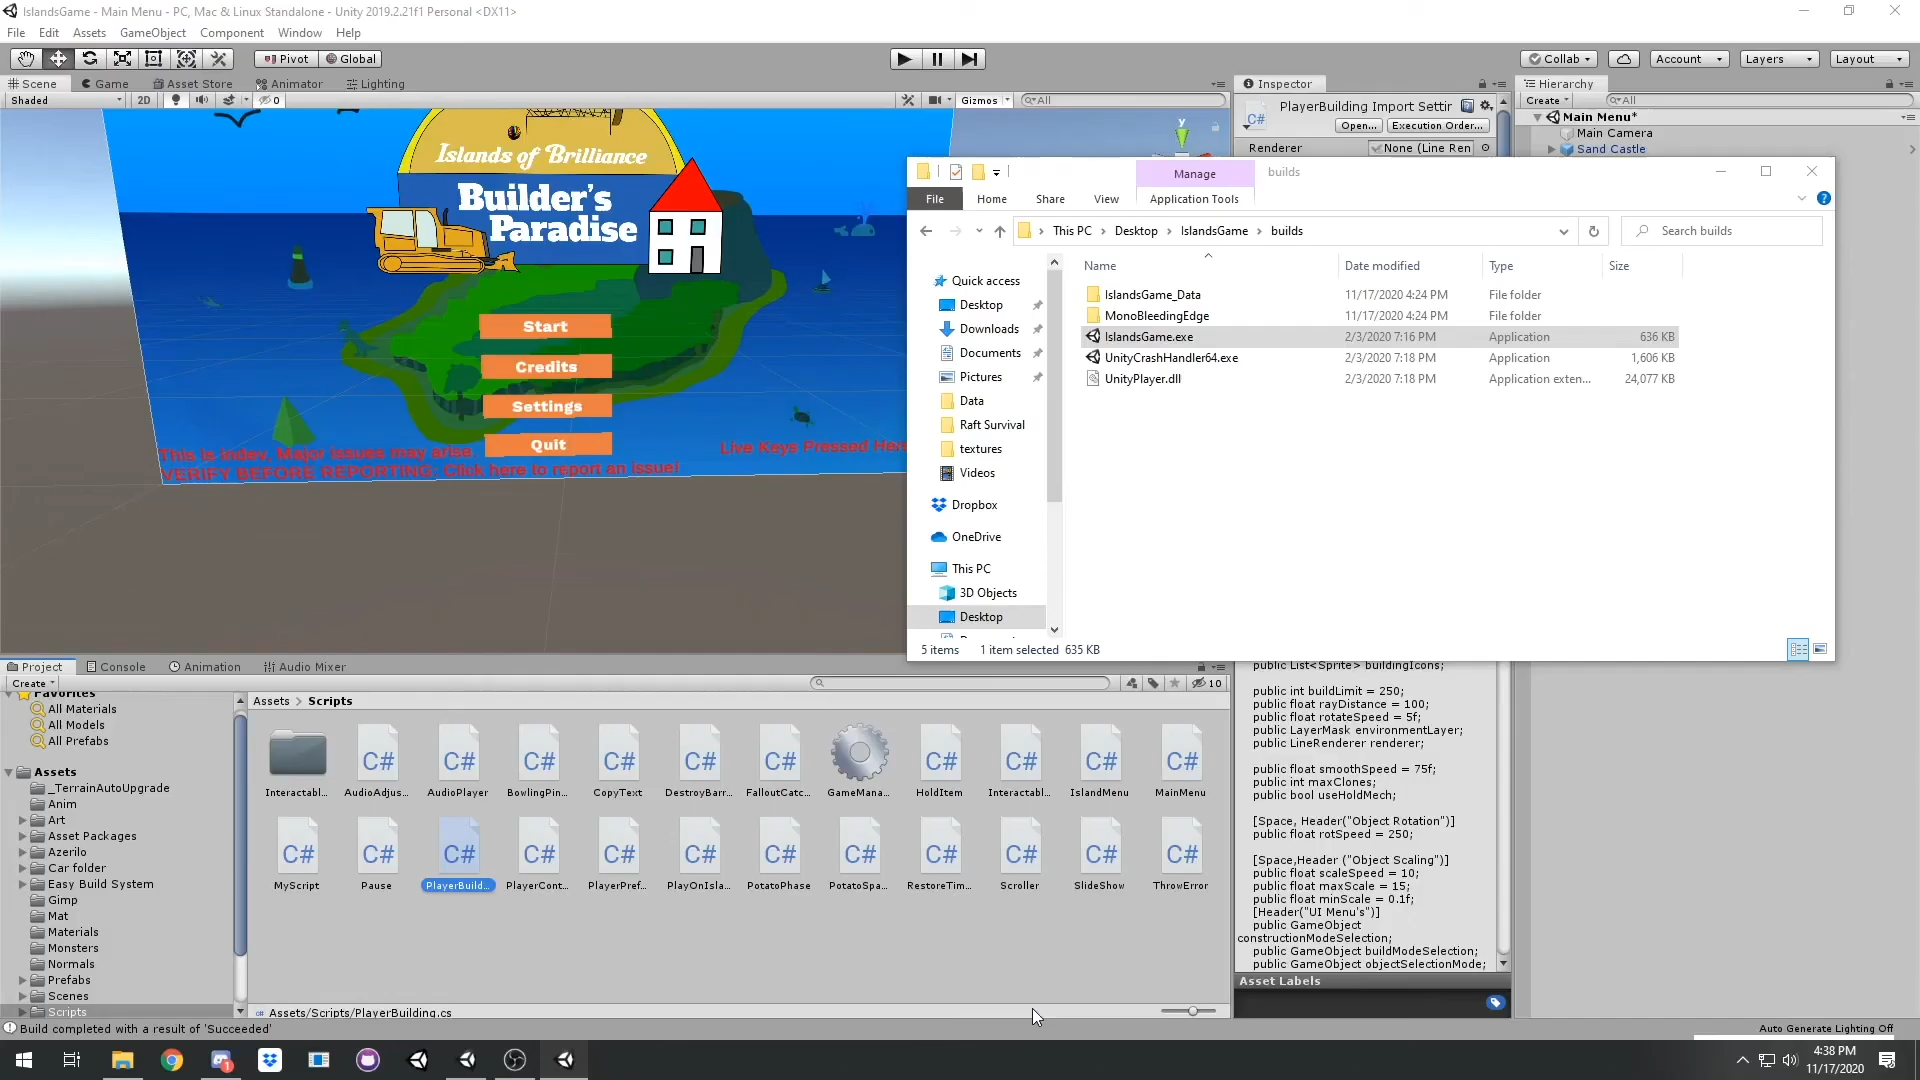 IslandsGame - Main Menu - PC, Mac & Linux Standalone - Unity 2019.2.21f1 Personal <DX11>
File Edit Assets GameObject Component Window Help
Pivot Global
Collab Account Layers Layout
Scene Game Asset Store Animator Lighting
Shaded 2D 0 Gizmos All
Inspector
Hierarchy
Create All
PlayerBuilding Import Settir
Open... Execution Order...
Renderer None (Line Ren
Main Menu*
Main Camera
Sand Castle
y
Islands of Brilliance
Builder's
Paradise
Start
Credits
Settings
Quit
This is indev, Major issues may arise.
VERIFY BEFORE REPORTING: Click here to report an issue!
Live Keys Pressed Her
Manage builds
File Home Share View Application Tools
This PC Desktop IslandsGame builds
Search builds
Name Date modified Type Size
IslandsGame_Data 11/17/2020 4:24 PM File folder
MonoBleedingEdge 11/17/2020 4:24 PM File folder
IslandsGame.exe 2/3/2020 7:16 PM Application 636 KB
UnityCrashHandler64.exe 2/3/2020 7:18 PM Application 1,606 KB
UnityPlayer.dll 2/3/2020 7:18 PM Application exten... 24,077 KB
Quick access
Desktop
Downloads
Documents
Pictures
Data
Raft Survival
textures
Videos
Dropbox
OneDrive
This PC
3D Objects
Desktop
5 items 1 item selected 635 KB
Project Console Animation Audio Mixer
Create
10
Favorites
All Materials
All Models
All Prefabs
Assets
_TerrainAutoUpgrade
Anim
Art
Asset Packages
Azerilo
Car folder
Easy Build System
Gimp
Mat
Materials
Monsters
Normals
Prefabs
Scenes
Scripts
Assets > Scripts
Interactabl... AudioAdjus... AudioPlayer BowlingPin... CopyText DestroyBarr... FalloutCatc... GameMana... HoldItem Interactabl... IslandMenu MainMenu
MyScript Pause PlayerBuild... PlayerCont... PlayerPref... PlayOnIsla... PotatoPhase PotatoSpa... RestoreTim... Scroller SlideShow ThrowError
Assets/Scripts/PlayerBuilding.cs
public List<Sprite> buildingIcons;
public int buildLimit = 250;
public float rayDistance = 100;
public float rotateSpeed = 5f;
public LayerMask environmentLayer;
public LineRenderer renderer;
public float smoothSpeed = 75f;
public int maxClones;
public bool useHoldMech;
[Space, Header("Object Rotation")]
public float rotSpeed = 250;
[Space,Header ("Object Scaling")]
public float scaleSpeed = 10;
public float maxScale = 15;
public float minScale = 0.1f;
[Header("UI Menu's")]
public GameObject
constructionModeSelection;
public GameObject buildModeSelection;
public GameObject objectSelectionMode;
Asset Labels
Build completed with a result of 'Succeeded'
Auto Generate Lighting Off
4:38 PM
11/17/2020